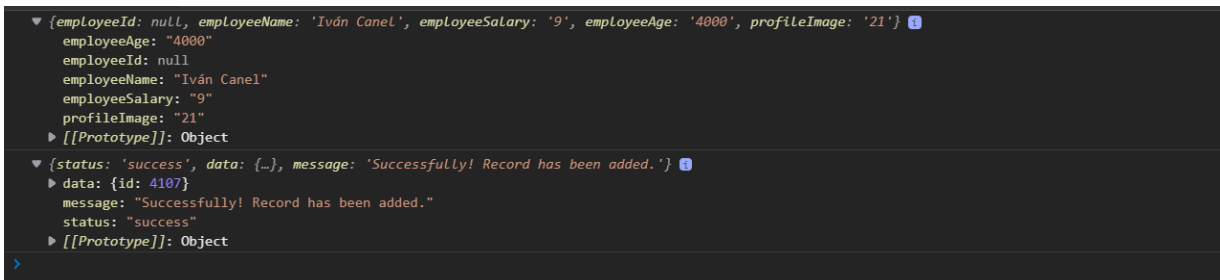 ▼ {employeeId: null, employeeName: 'Iván Canel', employeeSalary: '9', employeeAge: '4000', profileImage: '21'} i
employeeAge: "4000"
employeeId: null
employeeName: "Iván Canel"
employeeSalary: "9"
profileImage: "21"
▶ [[Prototype]]: Object
▼ {status: 'success', data: {…}, message: 'Successfully! Record has been added.'} i
▶ data: {id: 4107}
message: "Successfully! Record has been added."
status: "success"
▶ [[Prototype]]: Object
>